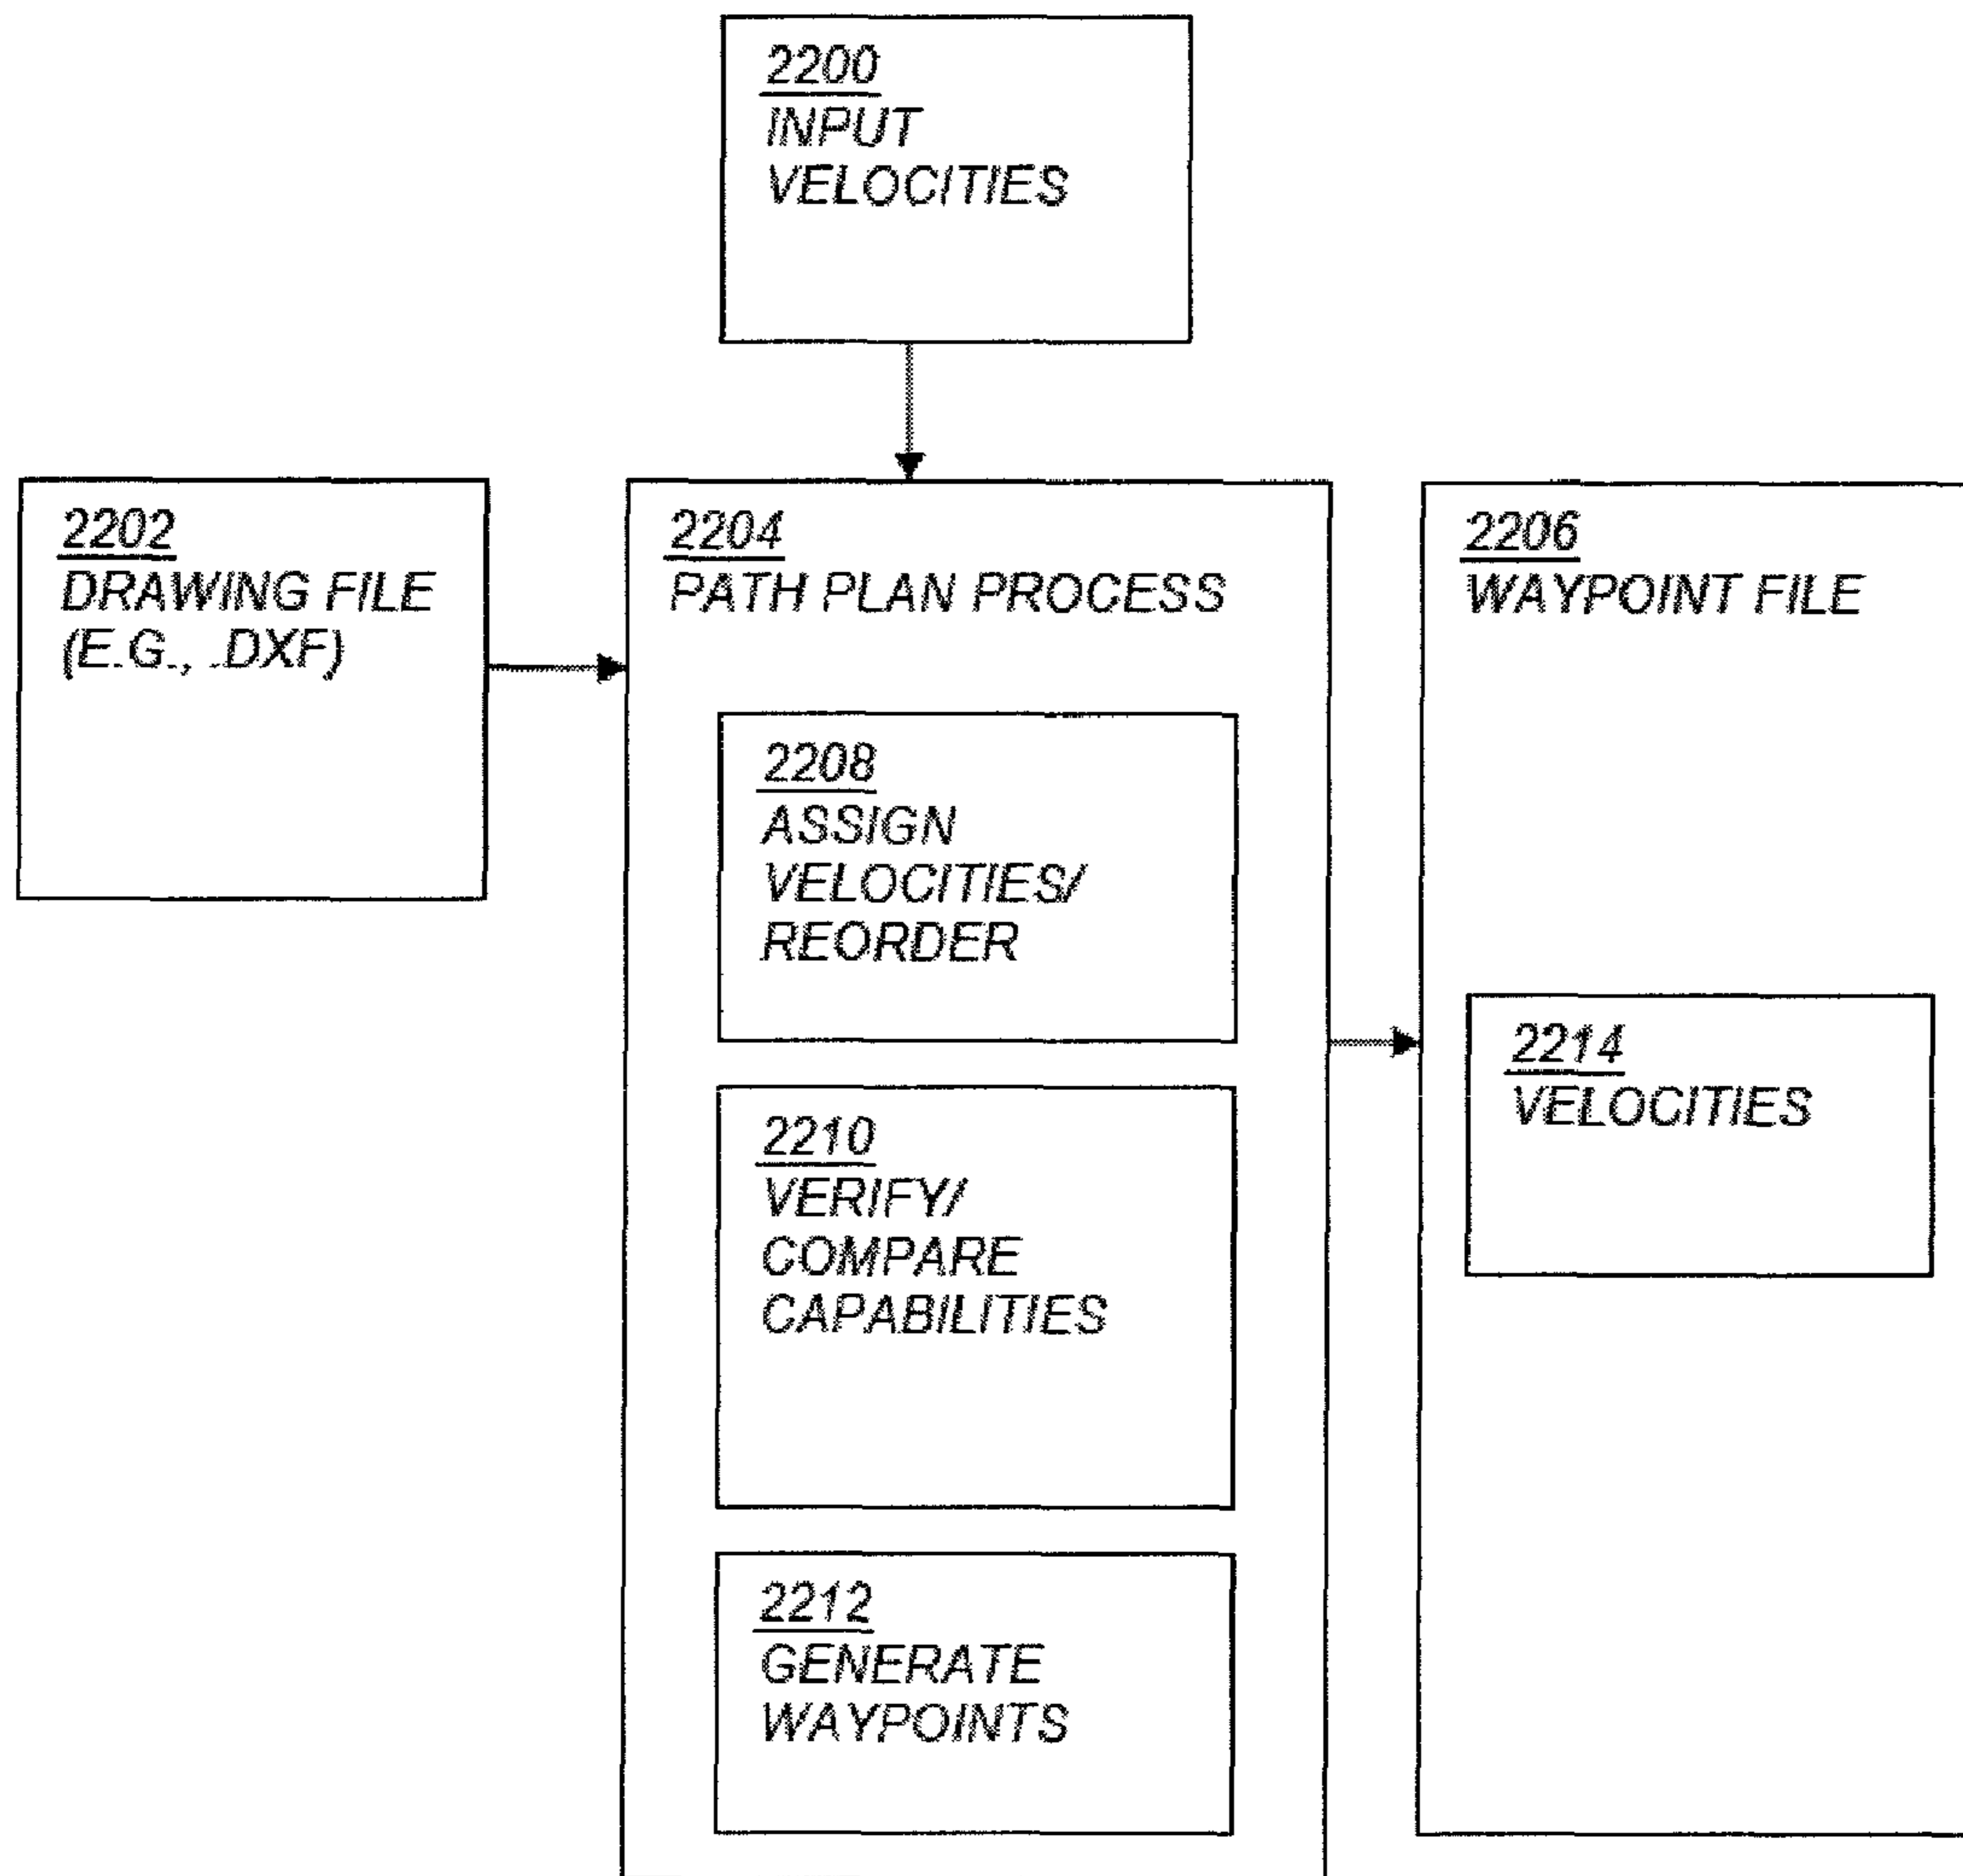 2200
INPUT
VELOCITIES
2202
DRAWING FILE
(E.G., .DXF)
2204
PATH PLAN PROCESS
2208
ASSIGN
VELOCITIES/
REORDER
2210
VERIFY/
COMPARE
CAPABILITIES
2212
GENERATE
WAYPOINTS
2206
WAYPOINT FILE
2214
VELOCITIES